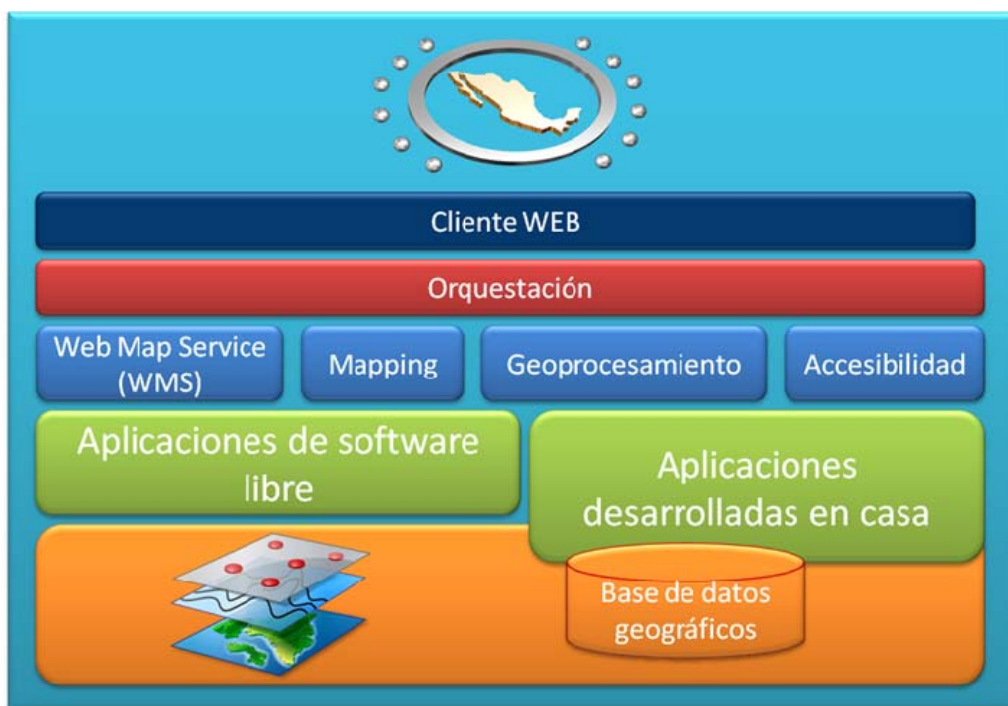 Cliente WEB
Orquestación
Web Map Service
(WMS)
Mapping
Geoprocesamiento
Accesibilidad
Aplicaciones de software
libre
Aplicaciones
desarrolladas en casa
Base de datos
geográficos